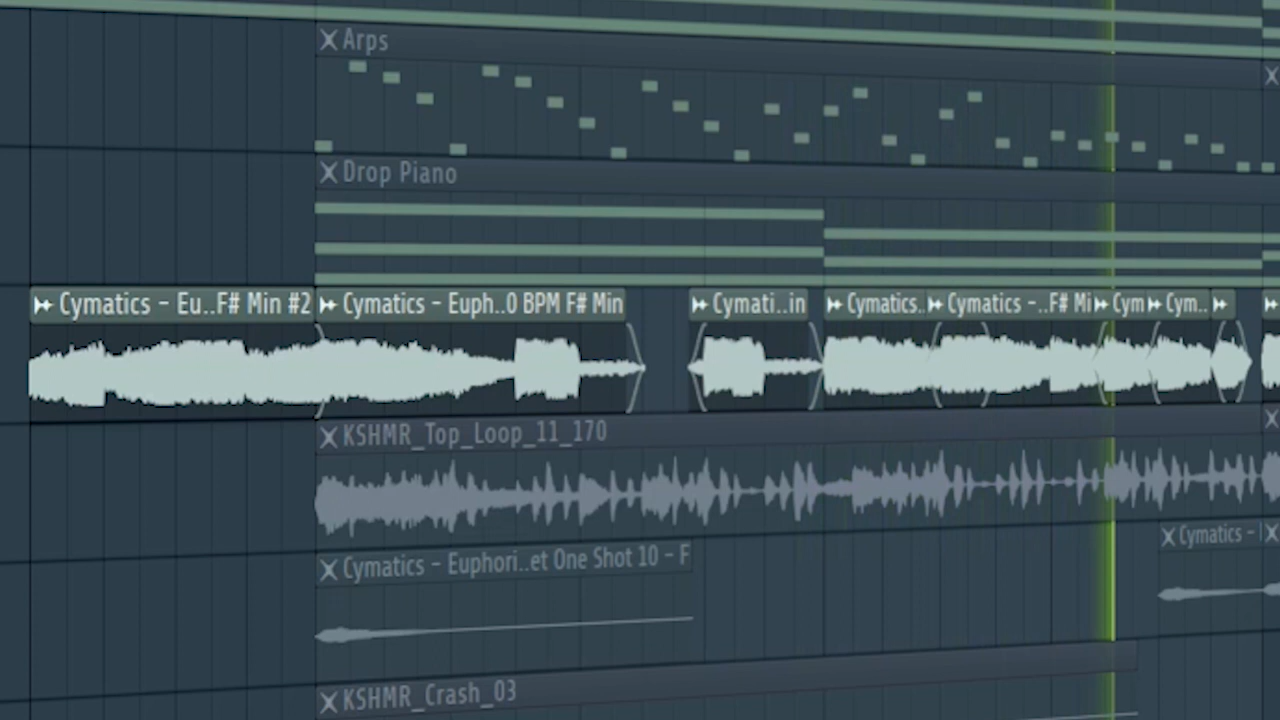 Arps
Drop Piano
Cymatics - Eu..F# Min #2
Cymatics - Euph..0 BPM F# Min
Cymati..in
Cymatics..
Cymatics -..F# Mi
Cym
Cym..
KSHMR_Top_Loop_11_170
Cymatics - Euphori..et One Shot 10 - F
Cymatics -
KSHMR_Crash_03